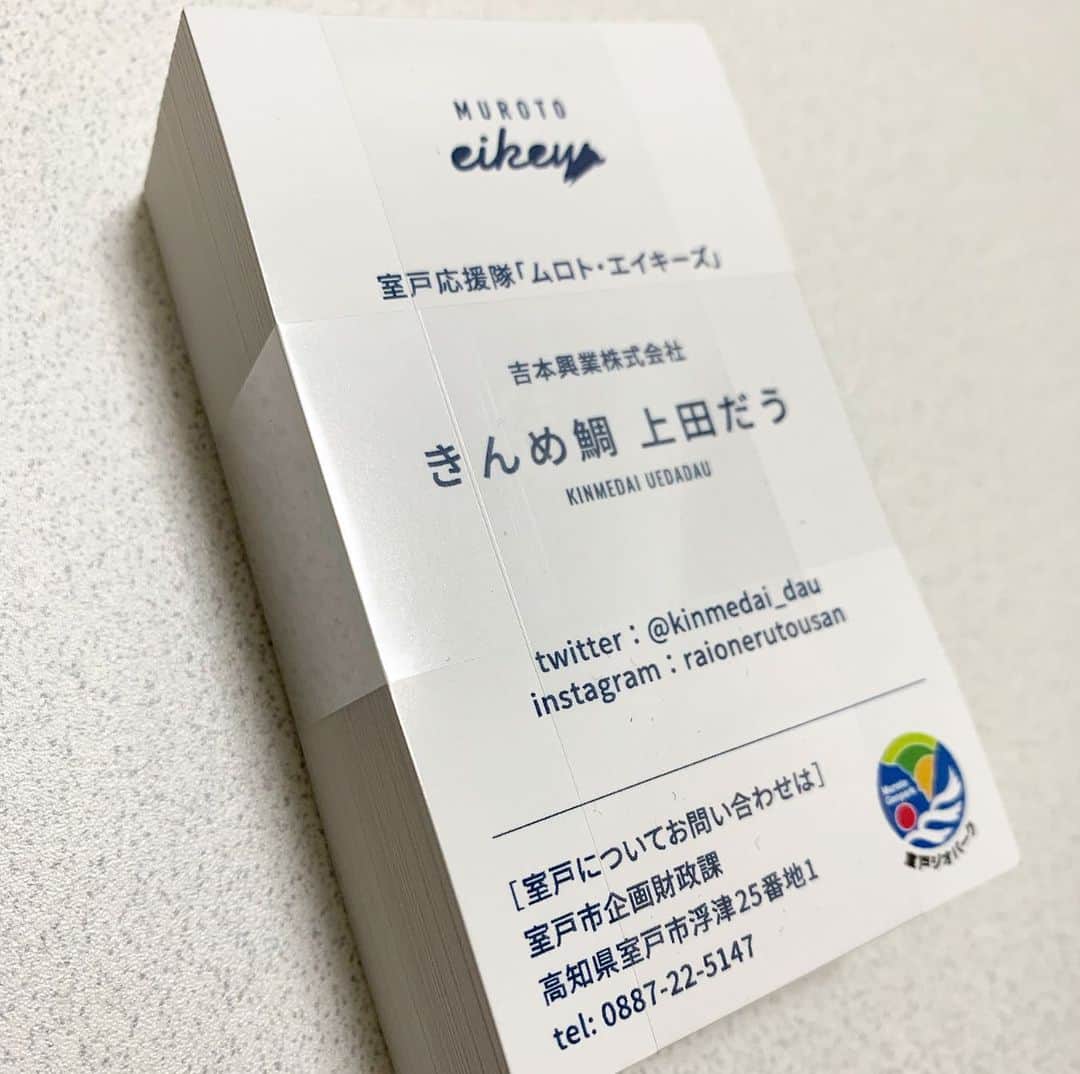 MUROTO
eikeys
室戸応援隊「ムロト・エイキーズ」
吉本興業株式会社
きんめ鯛 上田だう
KINMEDAI UEDADAU
twitter：@kinmedai_dau
instagram：raionerutousan
[室戸についてお問い合わせは]
室戸市企画財政課
高知県室戸市浮津25番地1
tel: 0887-22-5147
Muroto
Geopark
室戸ジオパーク